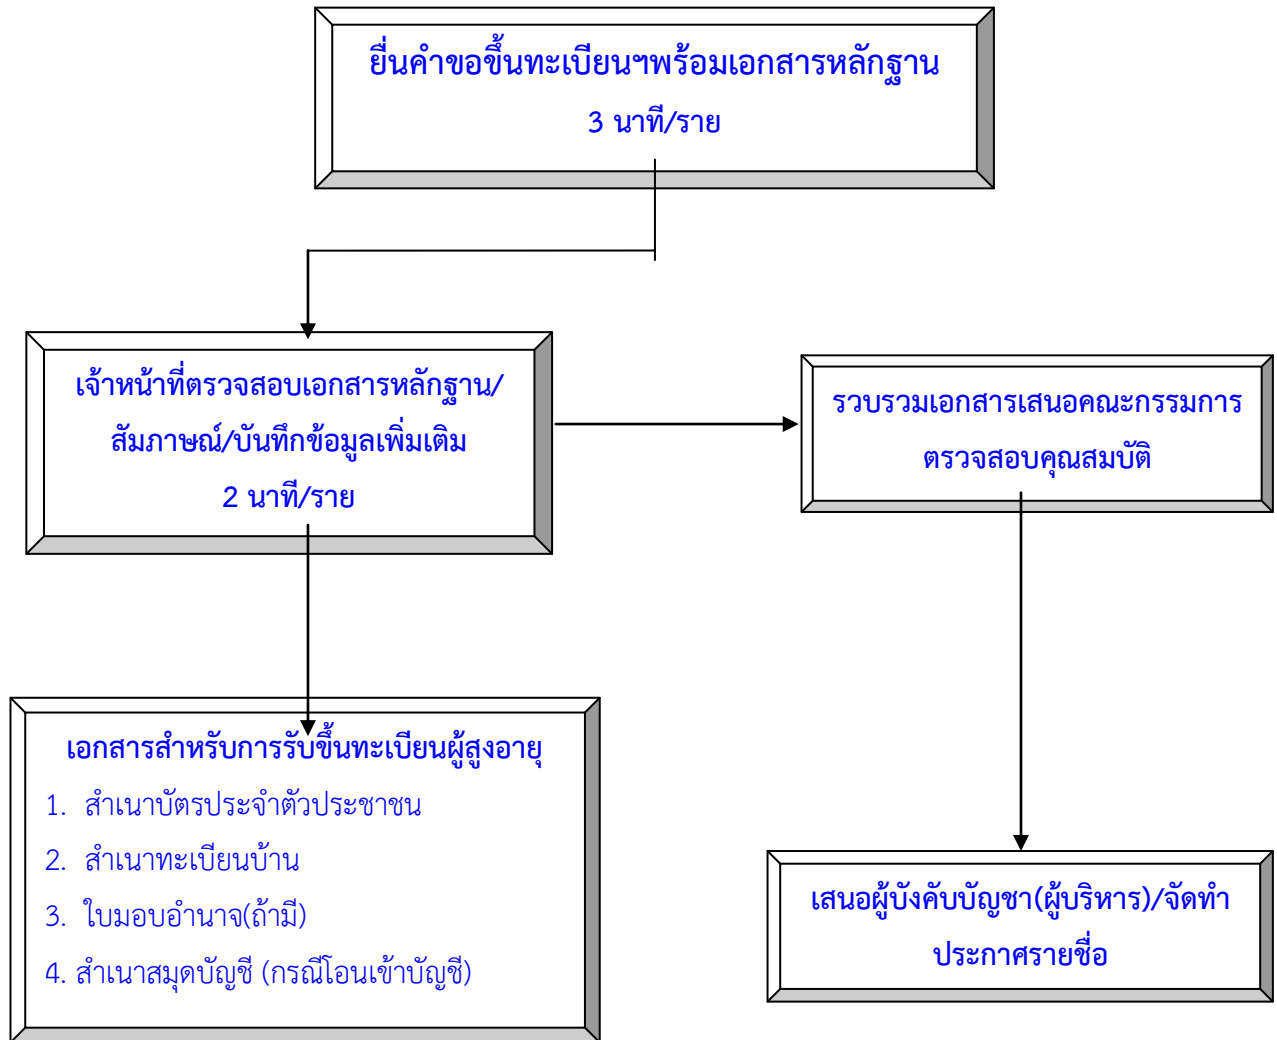 ยื่นคำขอขึ้นทะเบียนฯพร้อมเอกสารหลักฐาน
3 นาที/ราย
เจ้าหน้าที่ตรวจสอบเอกสารหลักฐาน/
สัมภาษณ์/บันทึกข้อมูลเพิ่มเติม
2 นาที/ราย
รวบรวมเอกสารเสนอคณะกรรมการ
ตรวจสอบคุณสมบัติ
เอกสารสำหรับการรับขึ้นทะเบียนผู้สูงอายุ
1. สำเนาบัตรประจำตัวประชาชน
2. สำเนาทะเบียนบ้าน
3. ใบมอบอำนาจ(ถ้ามี)
4. สำเนาสมุดบัญชี (กรณีโอนเข้าบัญชี)
เสนอผู้บังคับบัญชา(ผู้บริหาร)/จัดทำ
ประกาศรายชื่อ